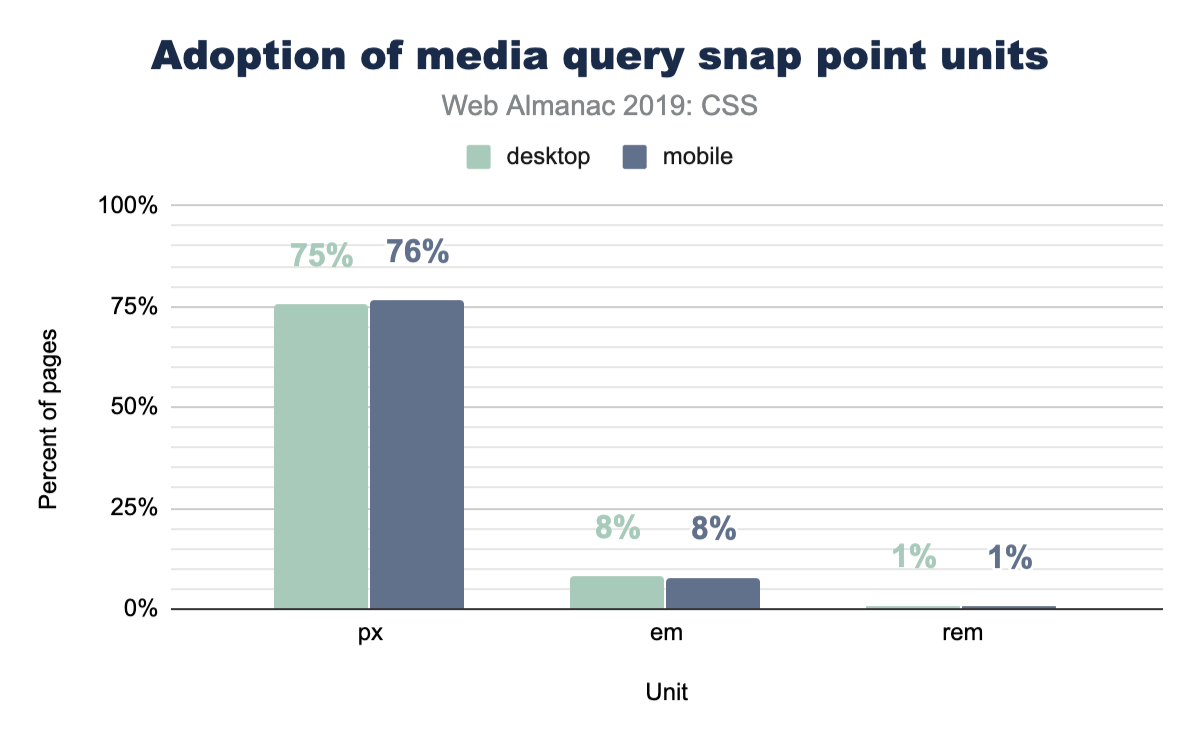 Adoption of media query snap point units
Web Almanac 2019: CSS
desktop mobile
100%
75% 76%
75%
Percent of pages
50%
25%
8% 8%
1% 1%
0%
px em rem
Unit